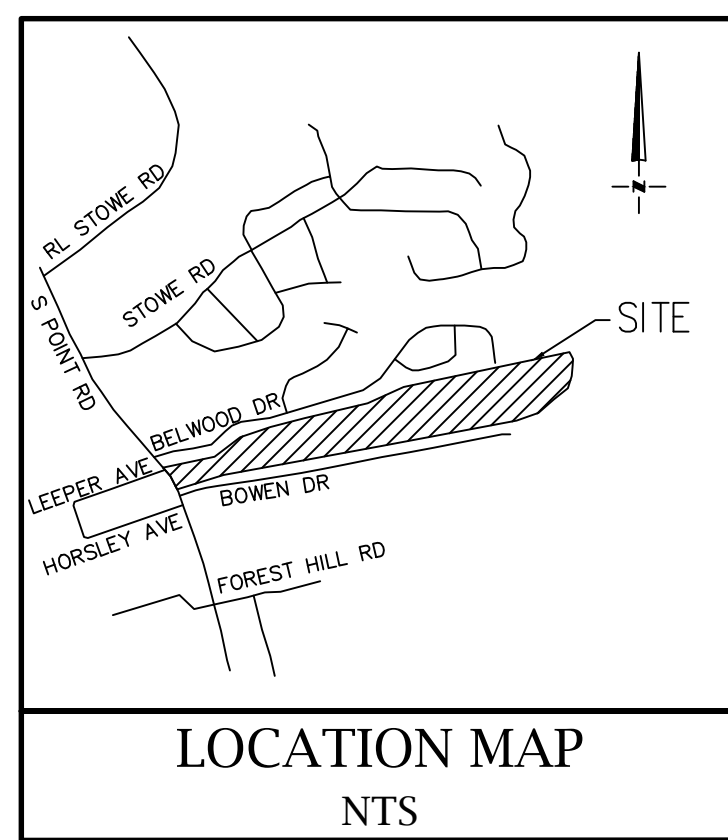 RL STOWE RD
N
STOWE RD
SITE
S POINT RD
BELWOOD DR
LEEPER AVE
BOWEN DR
HORSLEY AVE
FOREST HILL RD
LOCATION MAP
NTS